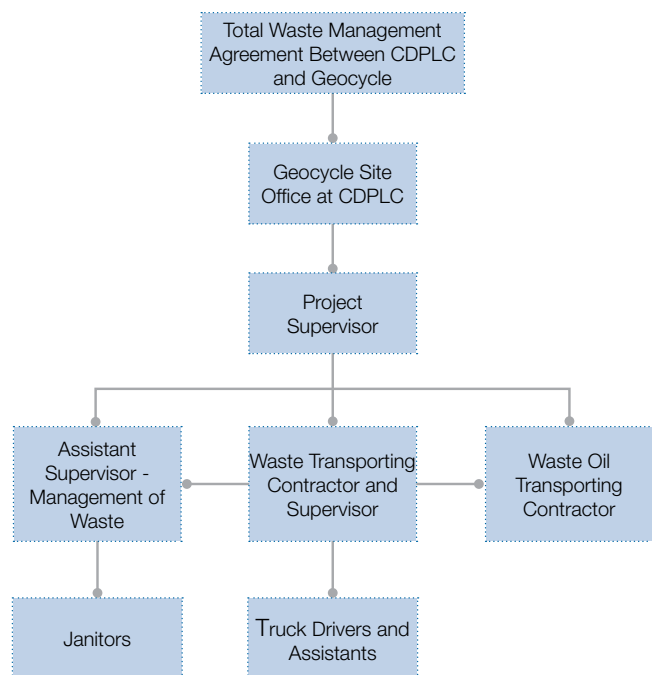 Total Waste Management
Agreement Between CDPLC
and Geocycle
Geocycle Site
Office at CDPLC
Project
Supervisor
Assistant
Supervisor -
Management of
Waste
Waste Transporting
Contractor and
Supervisor
Waste Oil
Transporting
Contractor
Janitors
Truck Drivers and
Assistants